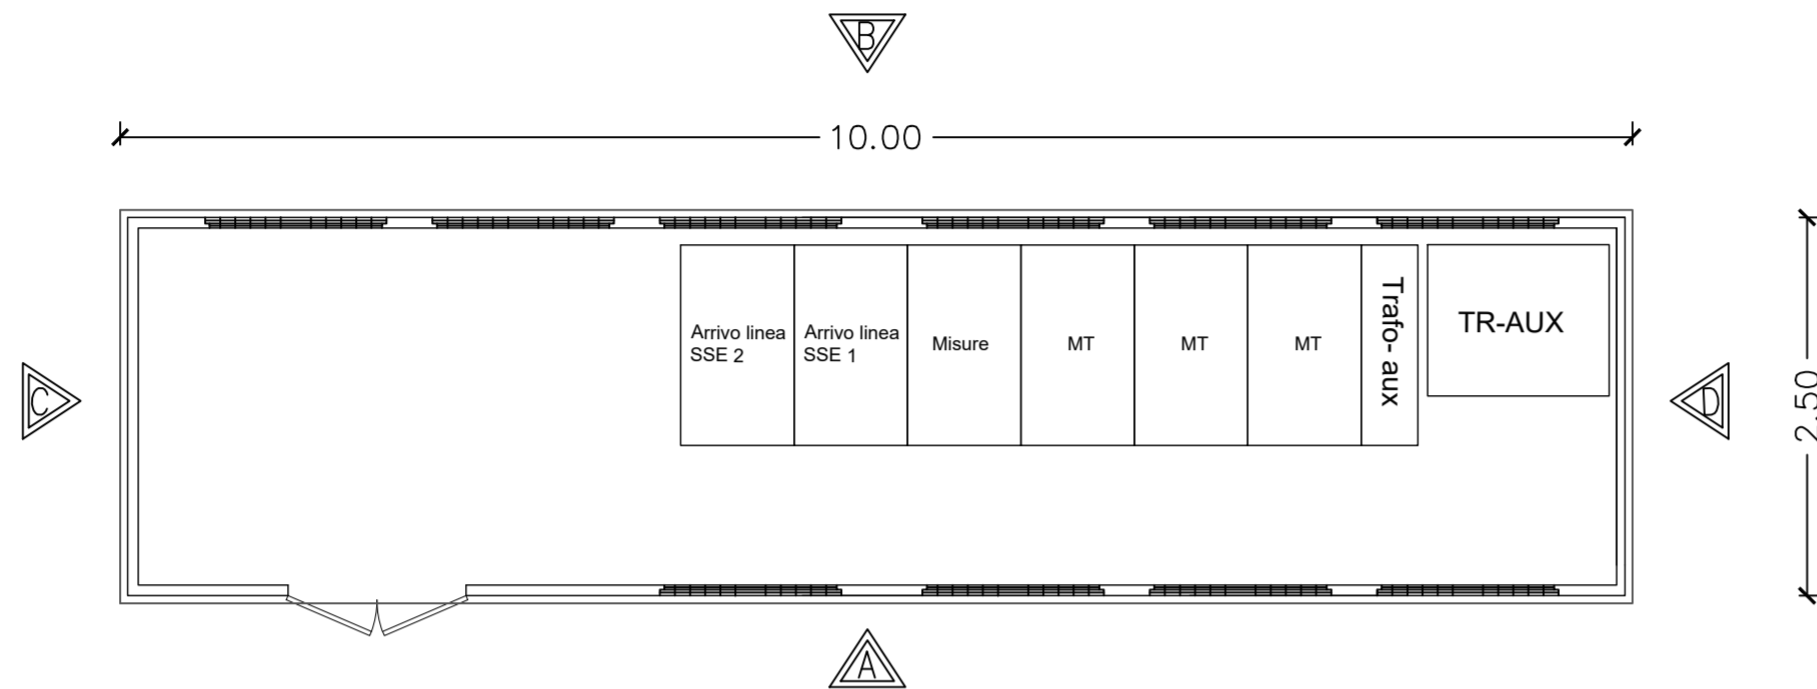 B
10.00
Arrivo linea
SSE 2
Arrivo linea
SSE 1
Misure
MT
MT
MT
Trafo- aux
TR-AUX
C
D
2.50
A